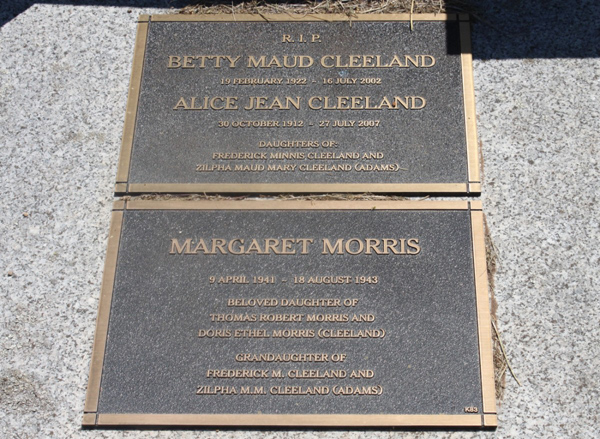 R. I. P.
BETTY MAUD CLEELAND
19 FEBRUARY 1922 - 16 JULY 2002
ALICE JEAN CLEELAND
30 OCTOBER 1912 - 27 JULY 2007
DAUGHTERS OF:
FREDERICK MINNIS CLEELAND AND
ZILPHA MAUD MARY CLEELAND (ADAMS)
MARGARET MORRIS
9 APRIL 1941 - 18 AUGUST 1943
BELOVED DAUGHTER OF
THOMAS ROBERT MORRIS AND
DORIS ETHEL MORRIS (CLEELAND)
GRANDAUGHTER OF
FREDERICK M. CLEELAND AND
ZILPHA M.M. CLEELAND (ADAMS)
K83